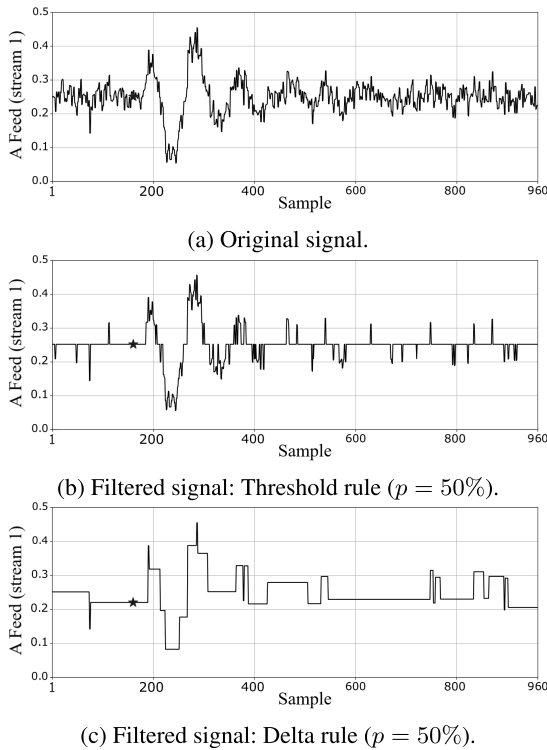 0.5
0.4
0.3
0.2
0.1
0.0
A Feed (stream 1)
1 200 400 600 800 960
Sample
(a) Original signal.
0.5
0.4
0.3
0.2
0.1
0.0
A Feed (stream 1)
1 200 400 600 800 960
Sample
(b) Filtered signal: Threshold rule (p = 50%).
0.5
0.4
0.3
0.2
0.1
0.0
A Feed (stream 1)
1 200 400 600 800 960
Sample
(c) Filtered signal: Delta rule (p = 50%).